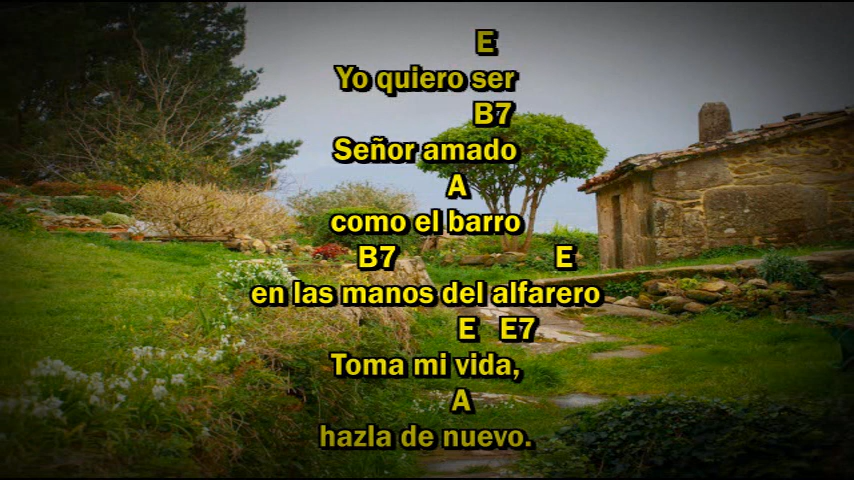 E
Yo quiero ser
B7
Señor amado
A
como el barro
B7 E
en las manos del alfarero
E E7
Toma mi vida,
A
hazla de nuevo.